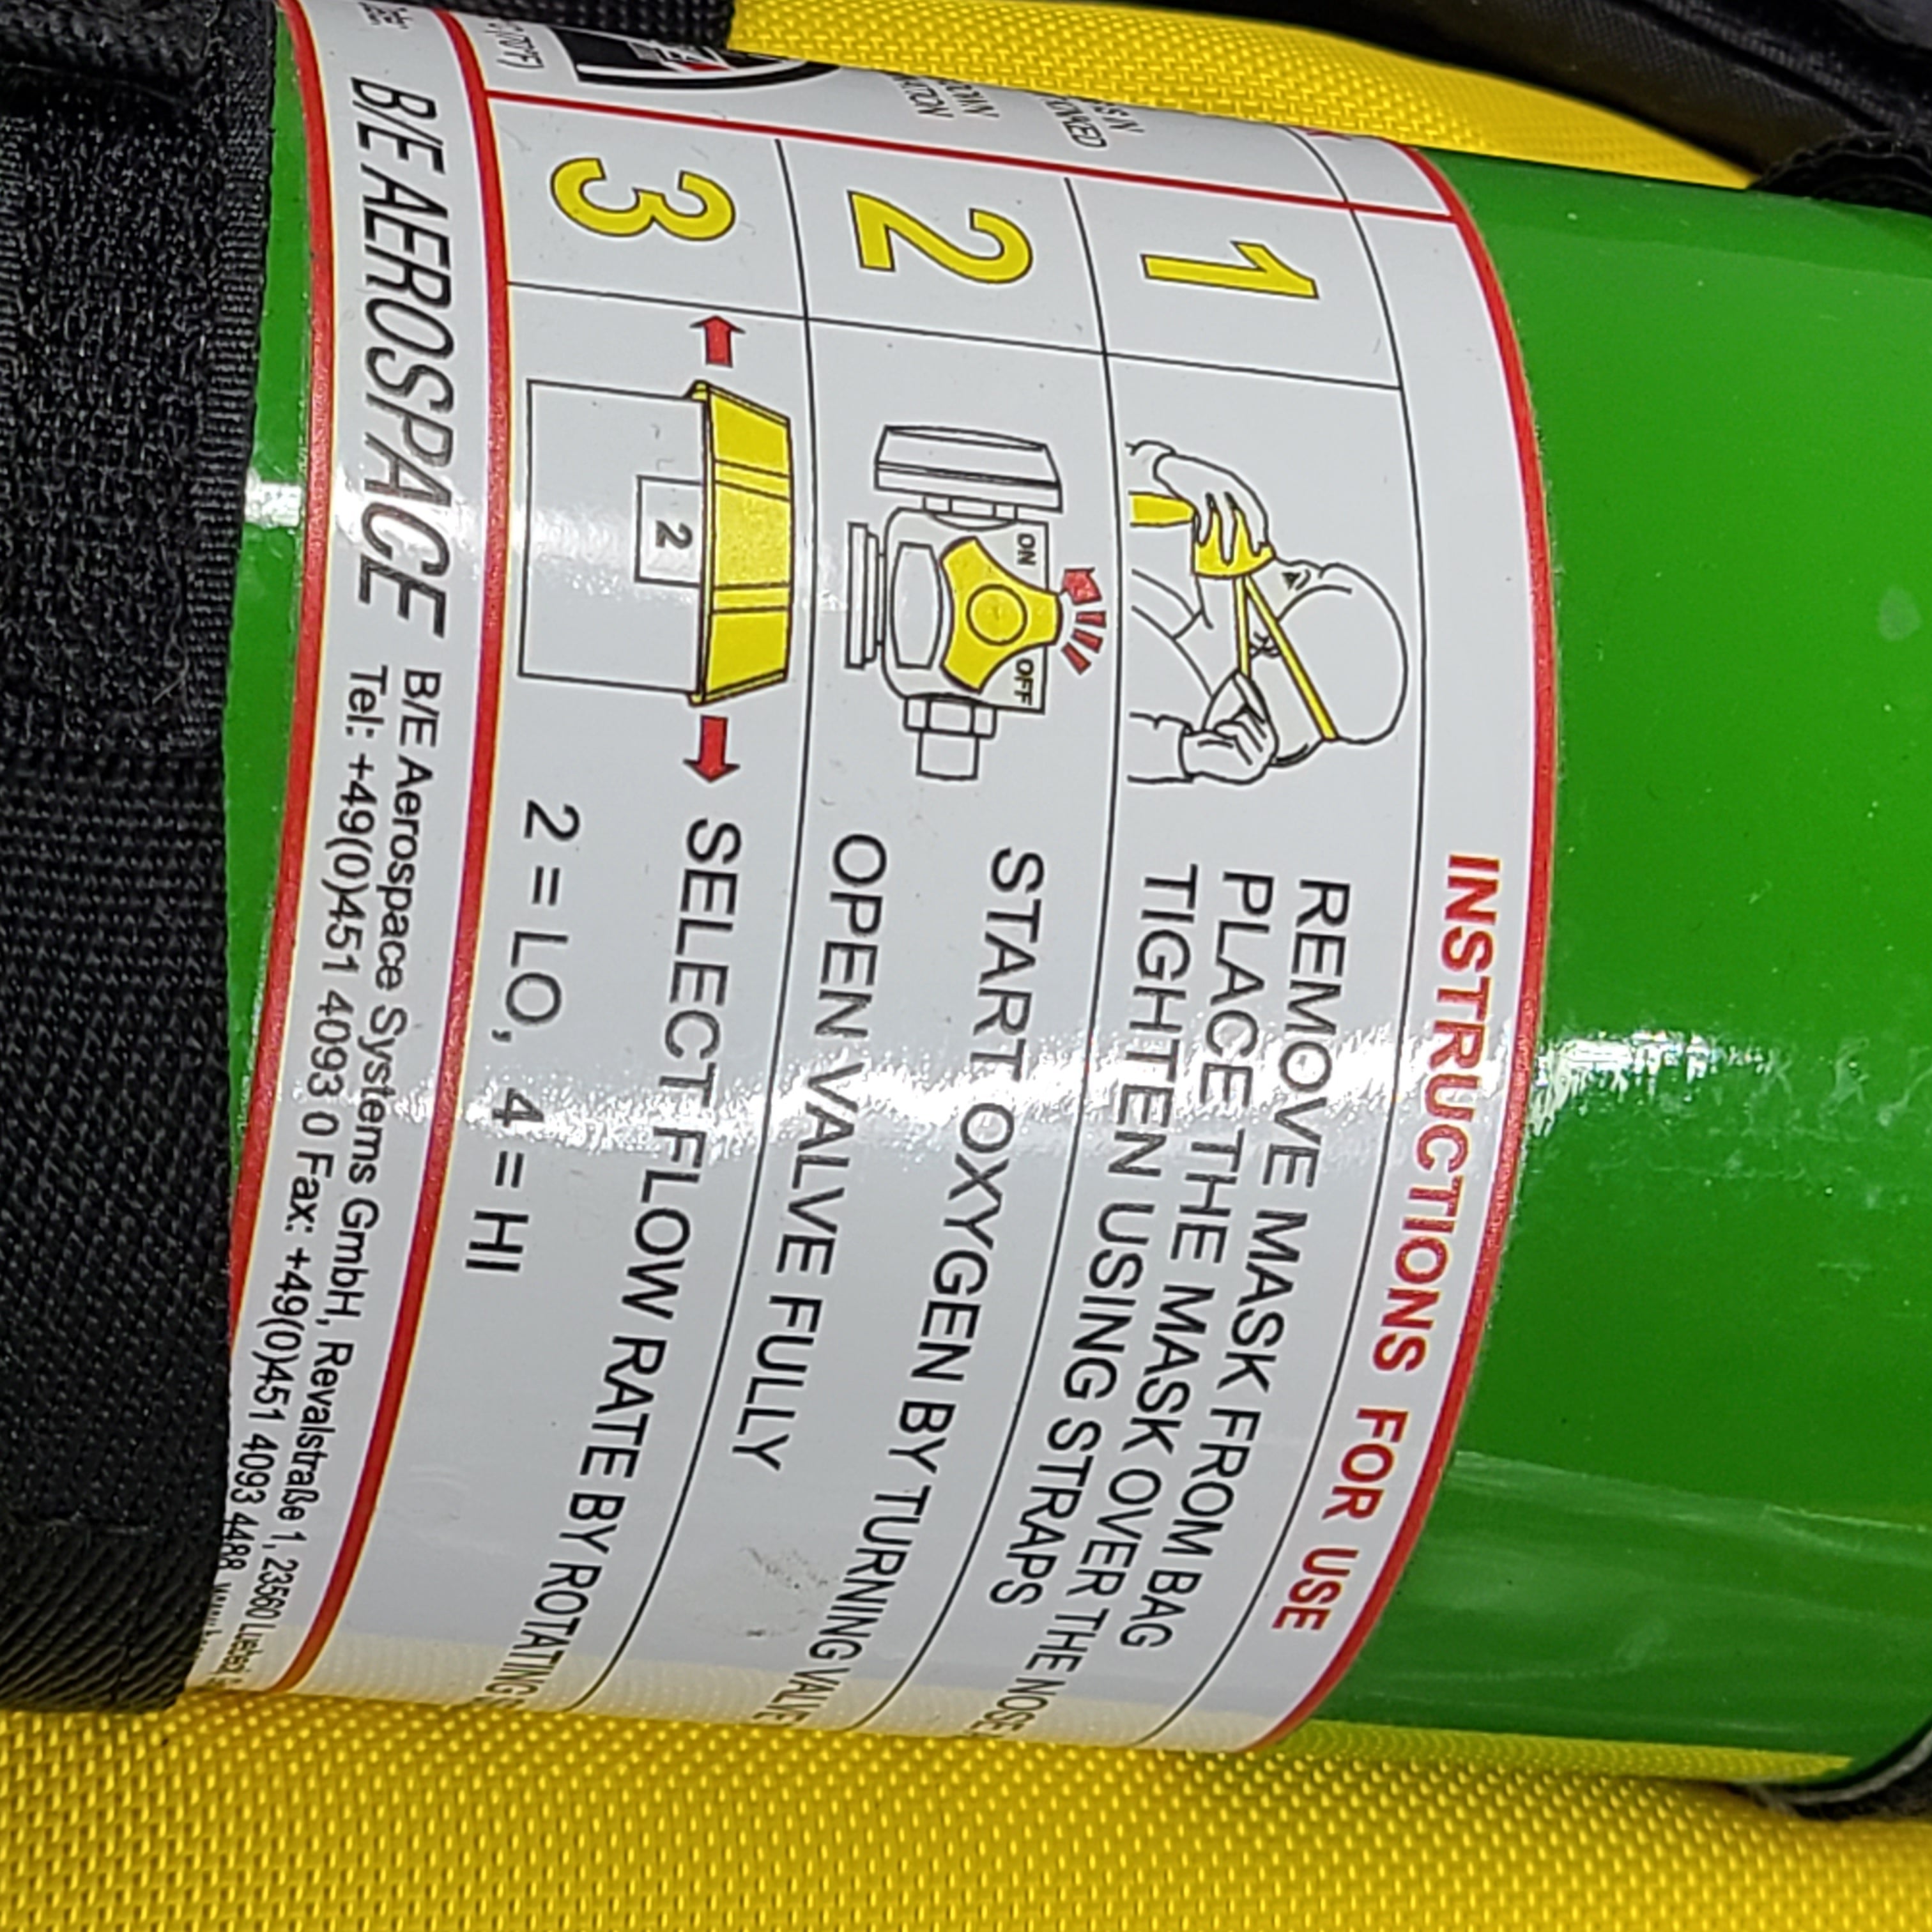 INSTRUCTIONS FOR USE
1
REMOVE MASK FROM BAG
PLACE THE MASK OVER THE NOSE
TIGHTEN USING STRAPS
2
ON
OFF
START OXYGEN BY TURNING VALVE
OPEN VALVE FULLY
3
2
SELECT FLOW RATE BY ROTATING
2 = LO, 4 = HI
B/E AEROSPACE
B/E Aerospace Systems GmbH, Revalstraße 1, 23560
Tel: +49(0)451 4093 0 Fax: +49(0)451 4093 4488